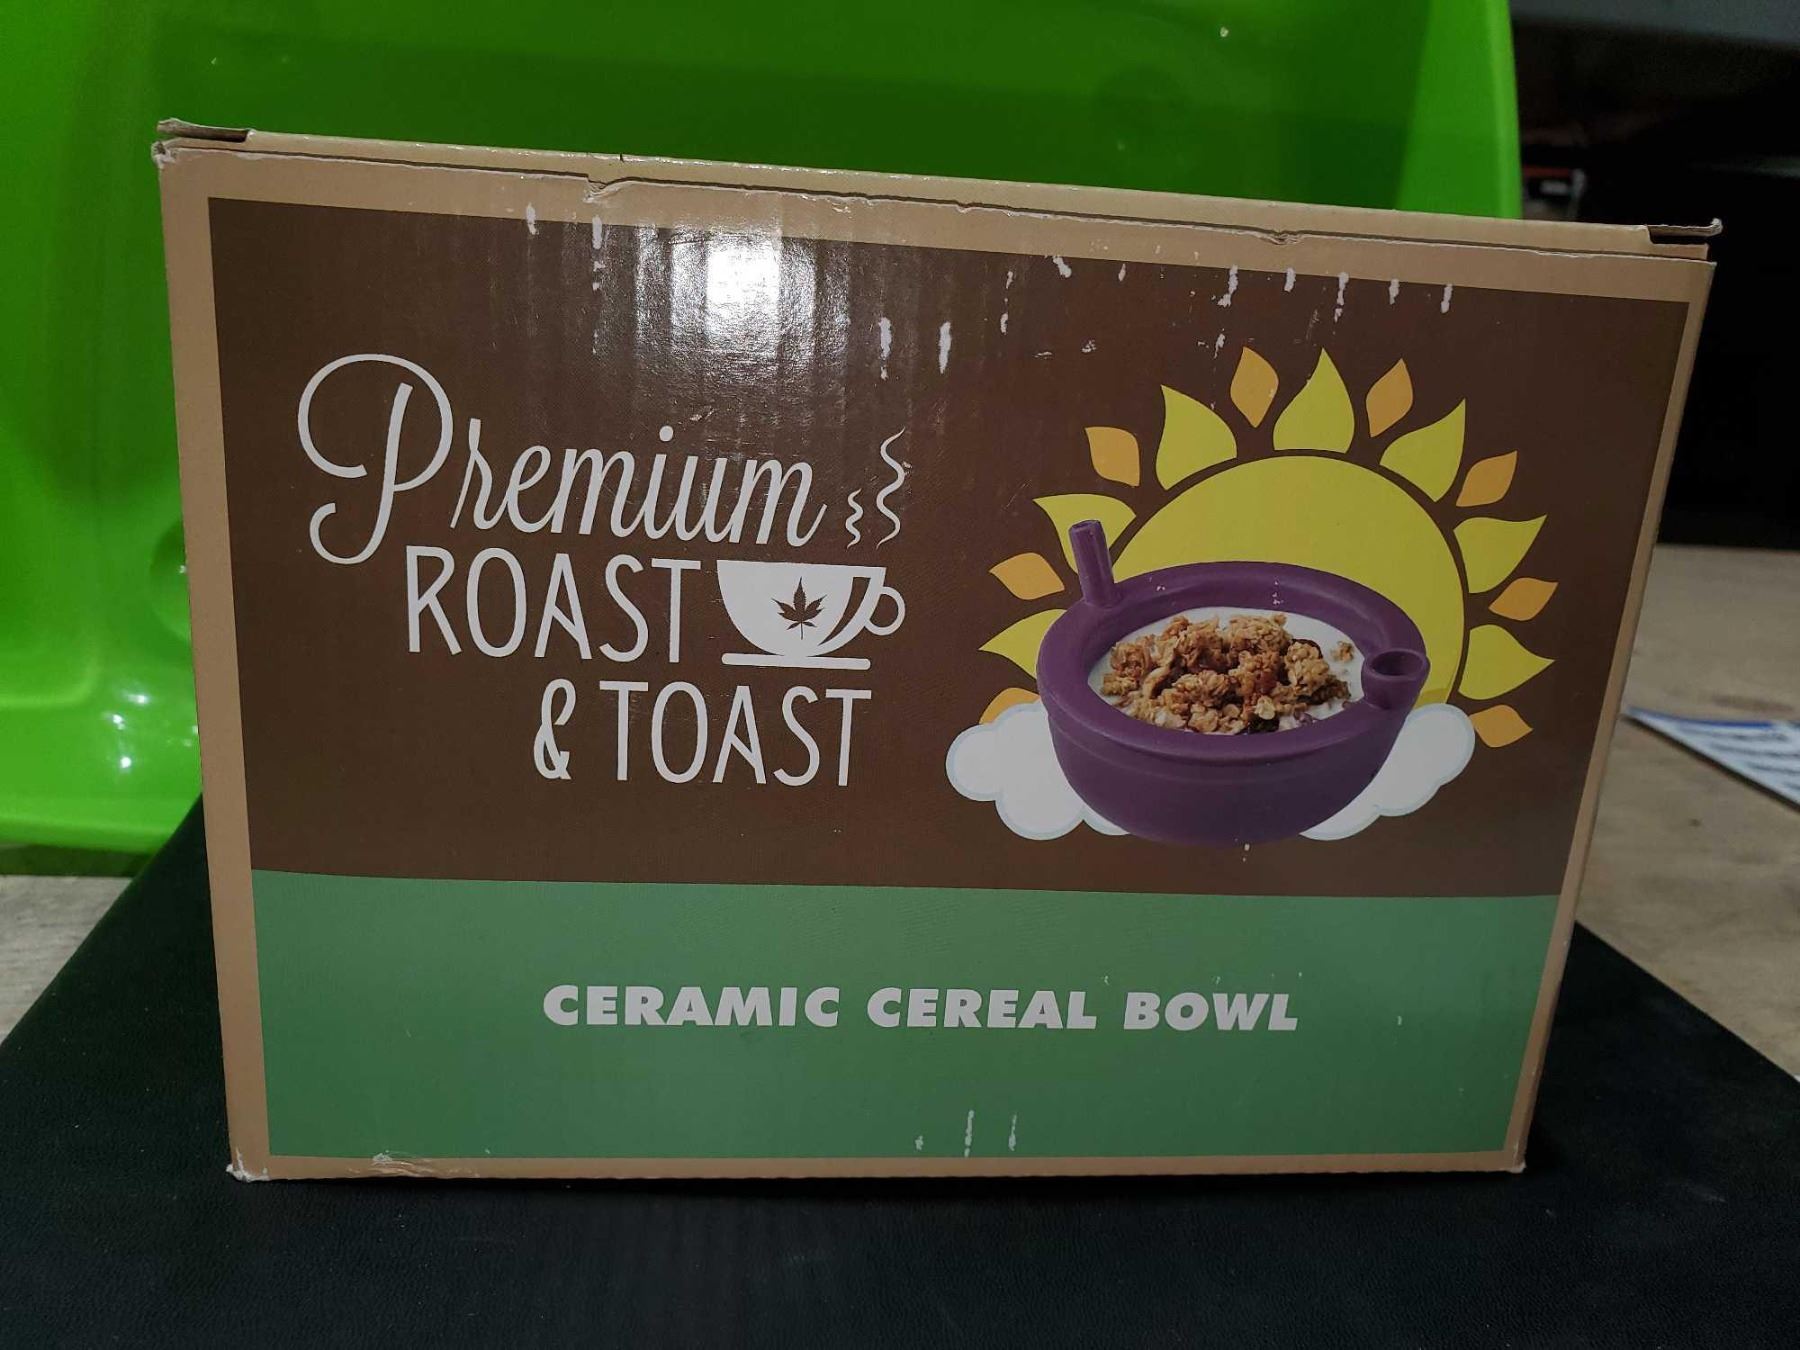 Premium
ROAST
& TOAST
CERAMIC CEREAL BOWL